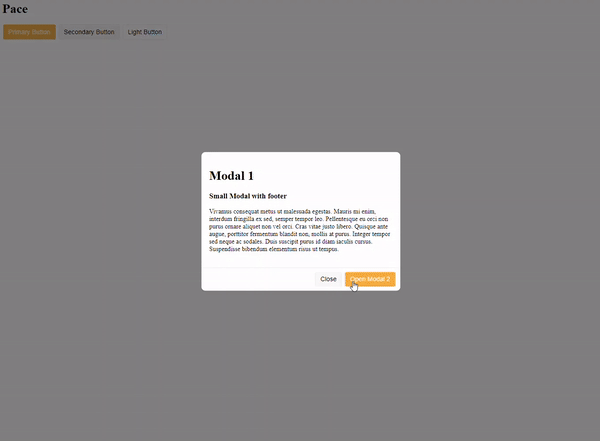 Pace
Primary Button Secondary Button Light Button
Modal 1
Small Modal with footer
Vivamus consequat metus ut malesuada egestas. Mauris mi enim,
interdum fringilla ex sed, semper tempor leo. Pellentesque eu orci non
purus ornare aliquet non vel orci. Cras vitae justo libero. Quisque ante
augue, porttitor fermentum blandit non, mollis at purus. Integer tempor
sed neque ac sodales. Duis suscipit purus id diam iaculis cursus.
Suspendisse bibendum elementum risus ut tempus.
Close Open Modal 2